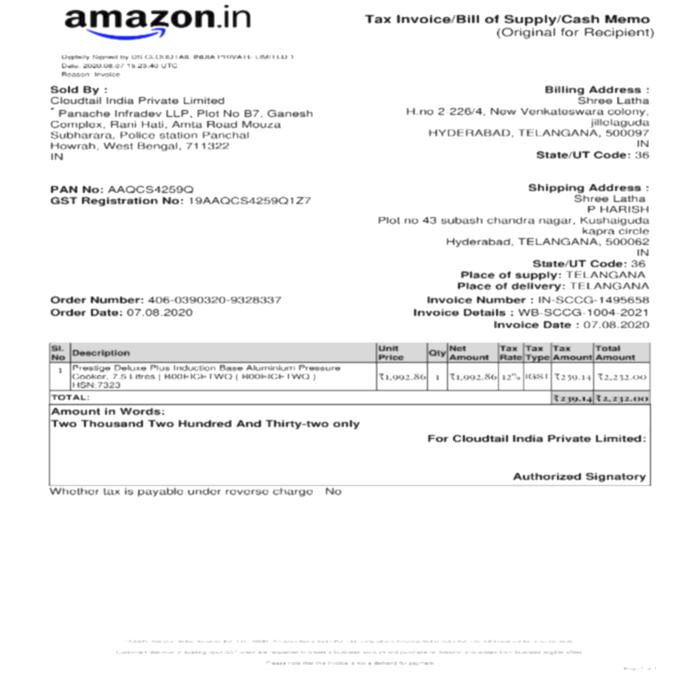 amazon.in
Tax Invoice/Bill of Supply/Cash Memo
(Original for Recipient)
Digitally Signed by DS CLOUDTAIL INDIA PRIVATE LIMITED 1
Date: 2020.08.07 15:23:40 UTC
Reason: Invoice
Sold By :
Cloudtail India Private Limited
* Panache Infradev LLP, Plot No B7, Ganesh
Complex, Rani Hati, Amta Road Mouza
Subharara, Police station Panchal
Howrah, West Bengal, 711322
IN
Billing Address :
Shree Latha
H.no 2 226/4, New Venkateswara colony,
jillelaguda
HYDERABAD, TELANGANA, 500097
IN
State/UT Code: 36
PAN No: AAQCS4259Q
GST Registration No: 19AAQCS4259Q1Z7
Shipping Address :
Shree Latha
P HARISH
Plot no 43 subash chandra nagar, Kushaiguda
kapra circle
Hyderabad, TELANGANA, 500062
IN
State/UT Code: 36
Place of supply: TELANGANA
Place of delivery: TELANGANA
Order Number: 406-0390320-9328337
Order Date: 07.08.2020
Invoice Number : IN-SCCG-1495658
Invoice Details : WB-SCCG-1004-2021
Invoice Date : 07.08.2020
Sl. No Description Unit Price Qty Net Amount Tax Rate Tax Type Tax Amount Total Amount
1 Prestige Deluxe Plus Induction Base Aluminium Pressure ₹1,992.86 1 ₹1,992.86 12% IGST ₹239.14 ₹2,232.00
Cooker, 7.5 Litres
HSN:7323
TOTAL: ₹239.14 ₹2,232.00
Amount in Words:
Two Thousand Two Hundred And Thirty-two only
For Cloudtail India Private Limited:
Authorized Signatory
Whether tax is payable under reverse charge No
Please note that this invoice is not a demand for payment